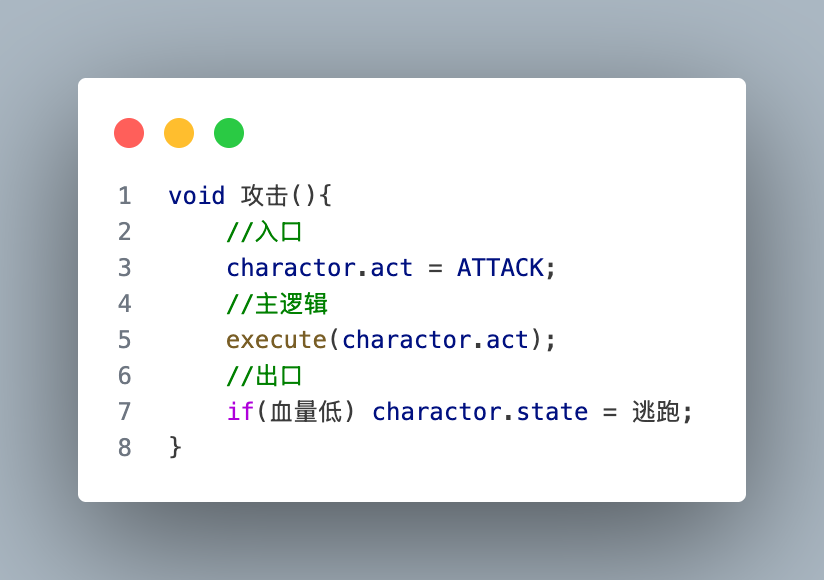 1 void 攻击(){
2 //入口
3 charactor.act = ATTACK;
4 //主逻辑
5 execute(charactor.act);
6 //出口
7 if(血量低) charactor.state = 逃跑;
8 }